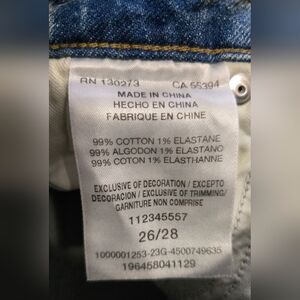 RN 130273 CA 55394
MADE IN CHINA
HECHO EN CHINA
FABRIQUE EN CHINE
99% COTTON 1% ELASTANE
99% ALGODON 1% ELASTANO
99% COTON 1% ELASTHANNE
EXCLUSIVE OF DECORATION / EXCEPTO
DECORACION / EXCLUSIVE OF TRIMMING/
GARNITURE NON COMPRISE
112345557
26/28
1000001253-23G-4500749635
196458041129